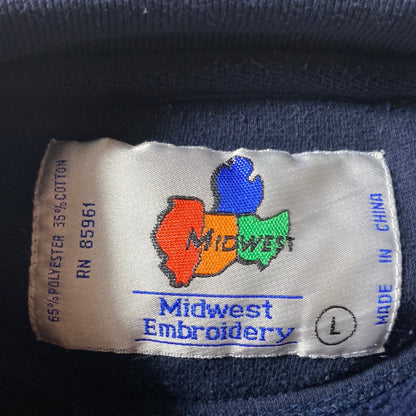 65% POLYESTER 35% COTTON
RN 85961
MIDWEST
Midwest
Embroidery
L
MADE IN CHINA